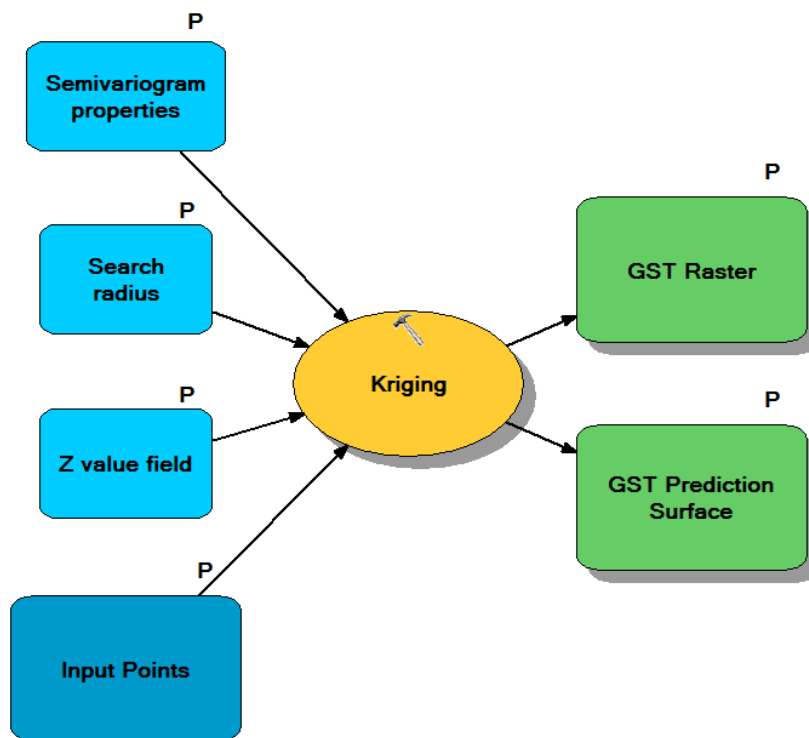 P
Semivariogram
properties
P
Search
radius
P
Z value field
P
Input Points
Kriging
P
GST Raster
P
GST Prediction
Surface